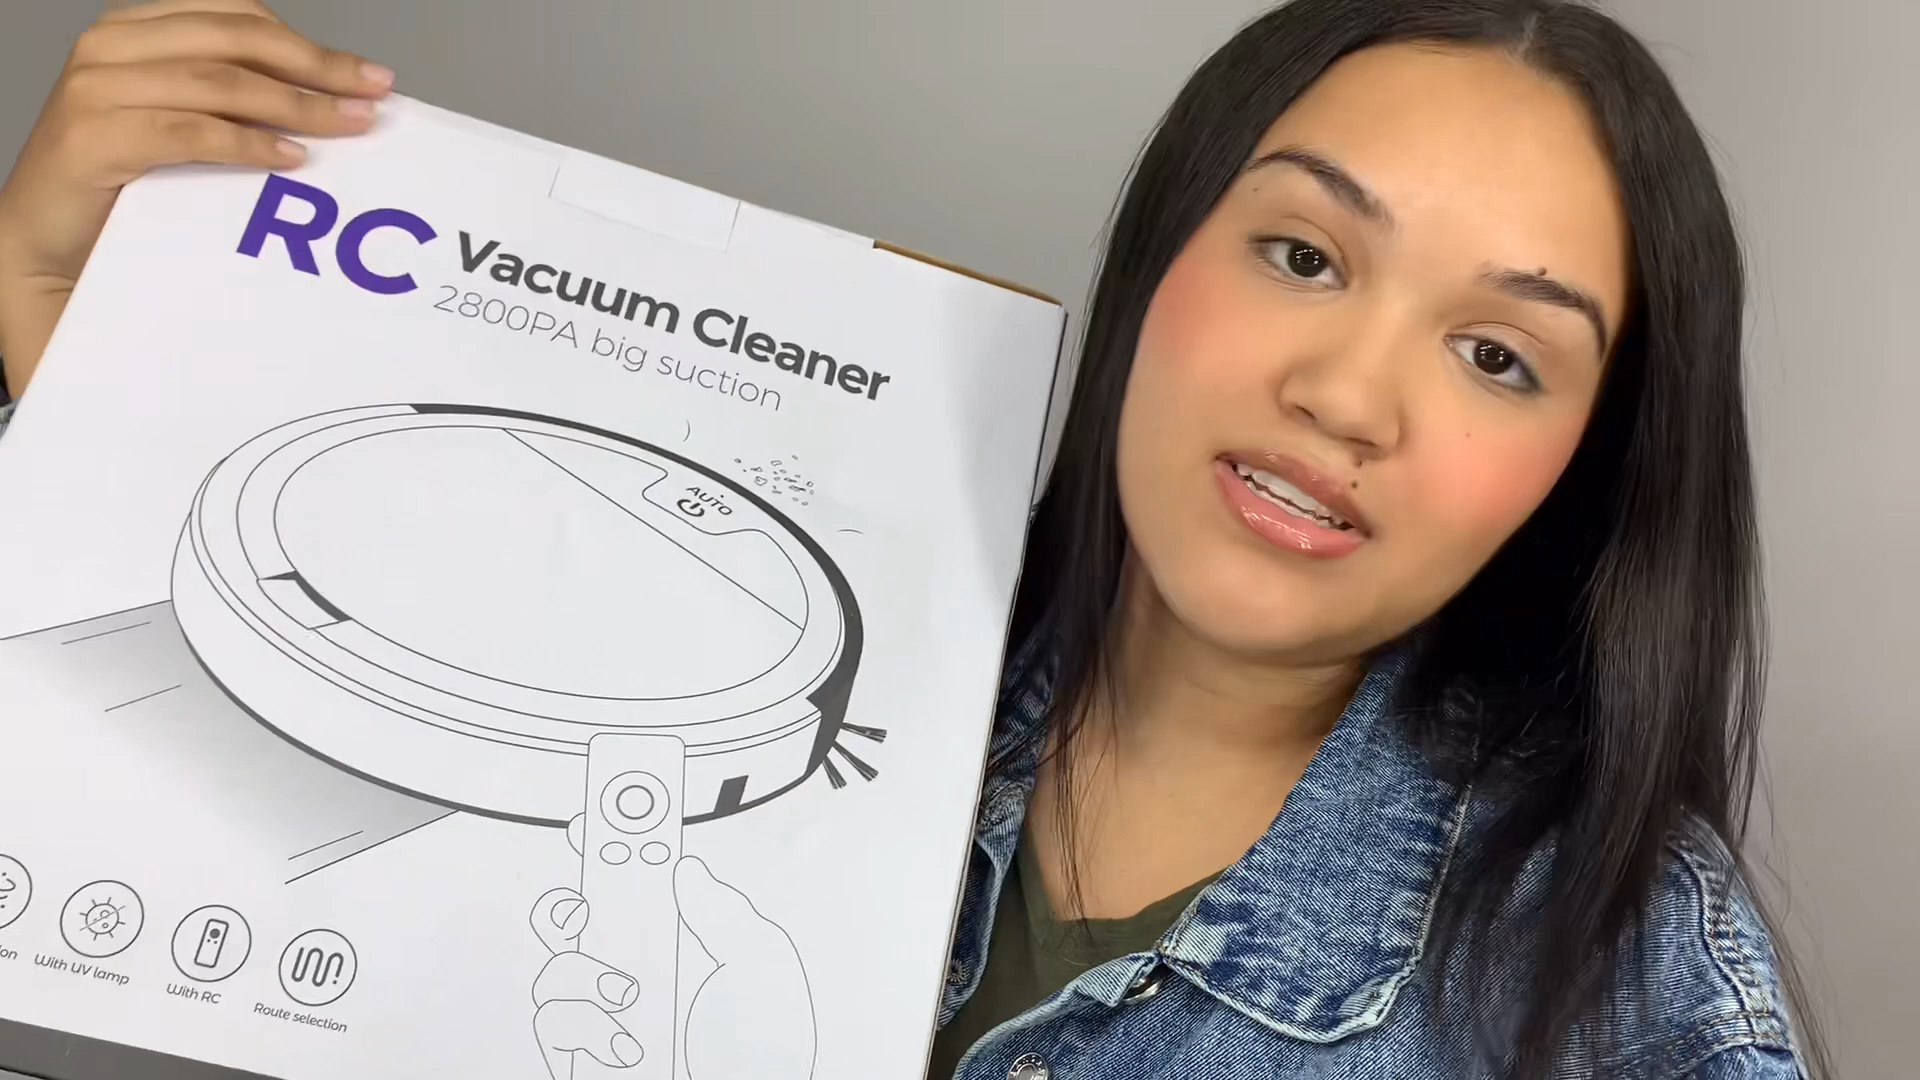 RC Vacuum Cleaner
2800PA big suction
AUTO
With UV lamp
With RC
Route selection